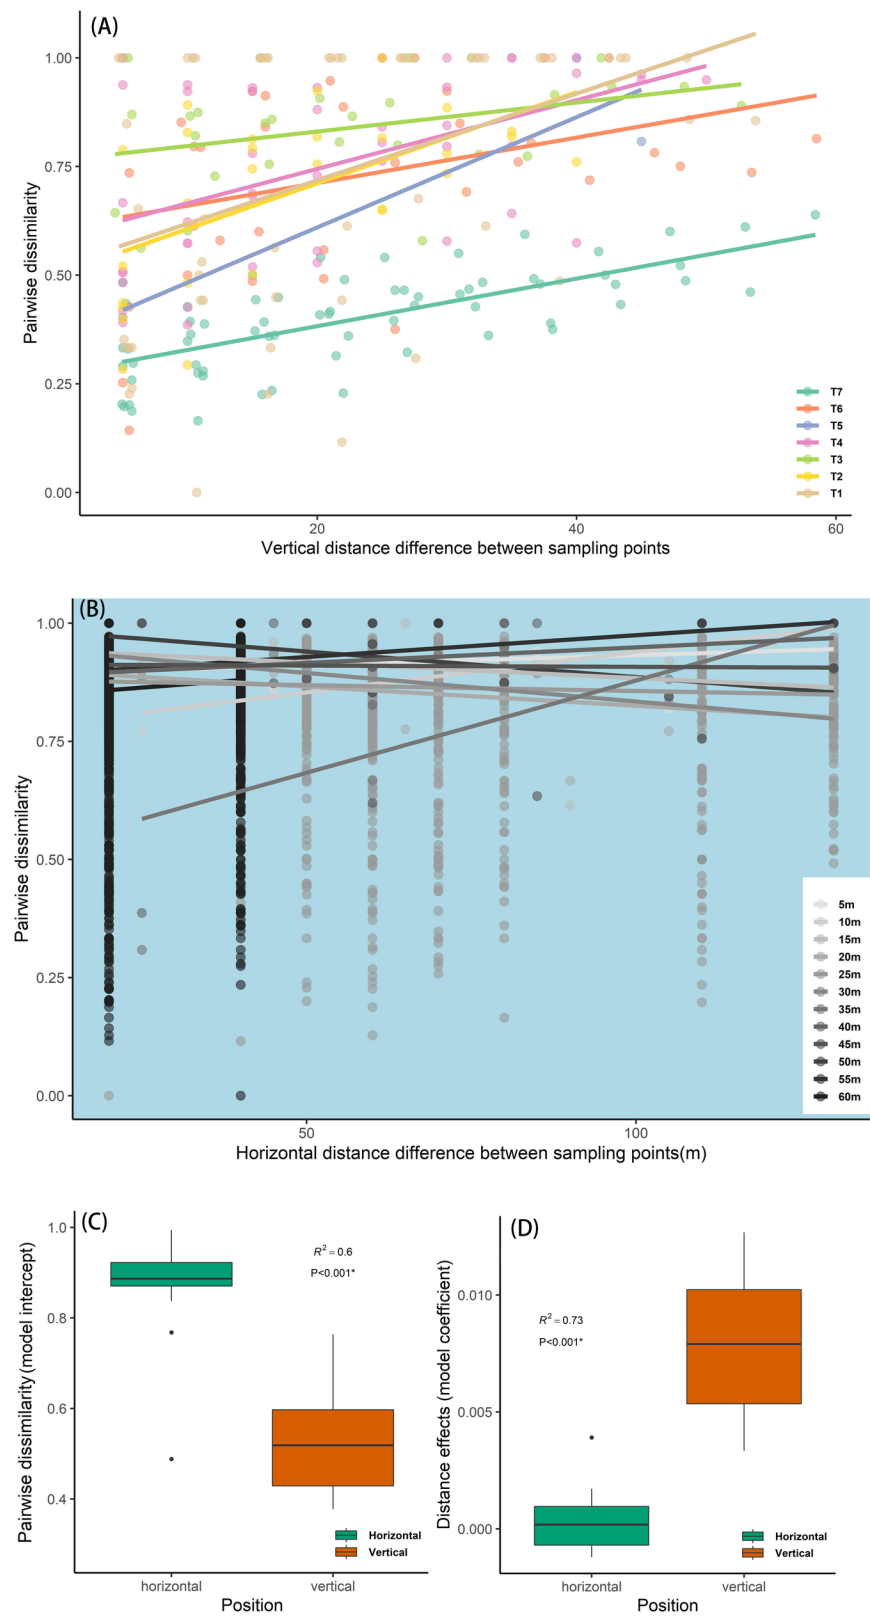 (A)
Pairwise dissimilarity
1.00
0.75
0.50
0.25
0.00
T7
T6
T5
T4
T3
T2
T1
20
40
60
Vertical distance difference between sampling points
(B)
Pairwise dissimilarity
1.00
0.75
0.50
0.25
0.00
5m
10m
15m
20m
25m
30m
35m
40m
45m
50m
55m
60m
50
100
Horizontal distance difference between sampling points(m)
(C)
Pairwise dissimilarity (model intercept)
1.0
0.8
0.6
0.4
R² = 0.6
P<0.001*
Horizontal
Vertical
horizontal
vertical
Position
(D)
Distance effects (model coefficient)
0.010
0.005
0.000
R² = 0.73
P<0.001*
Horizontal
Vertical
horizontal
vertical
Position